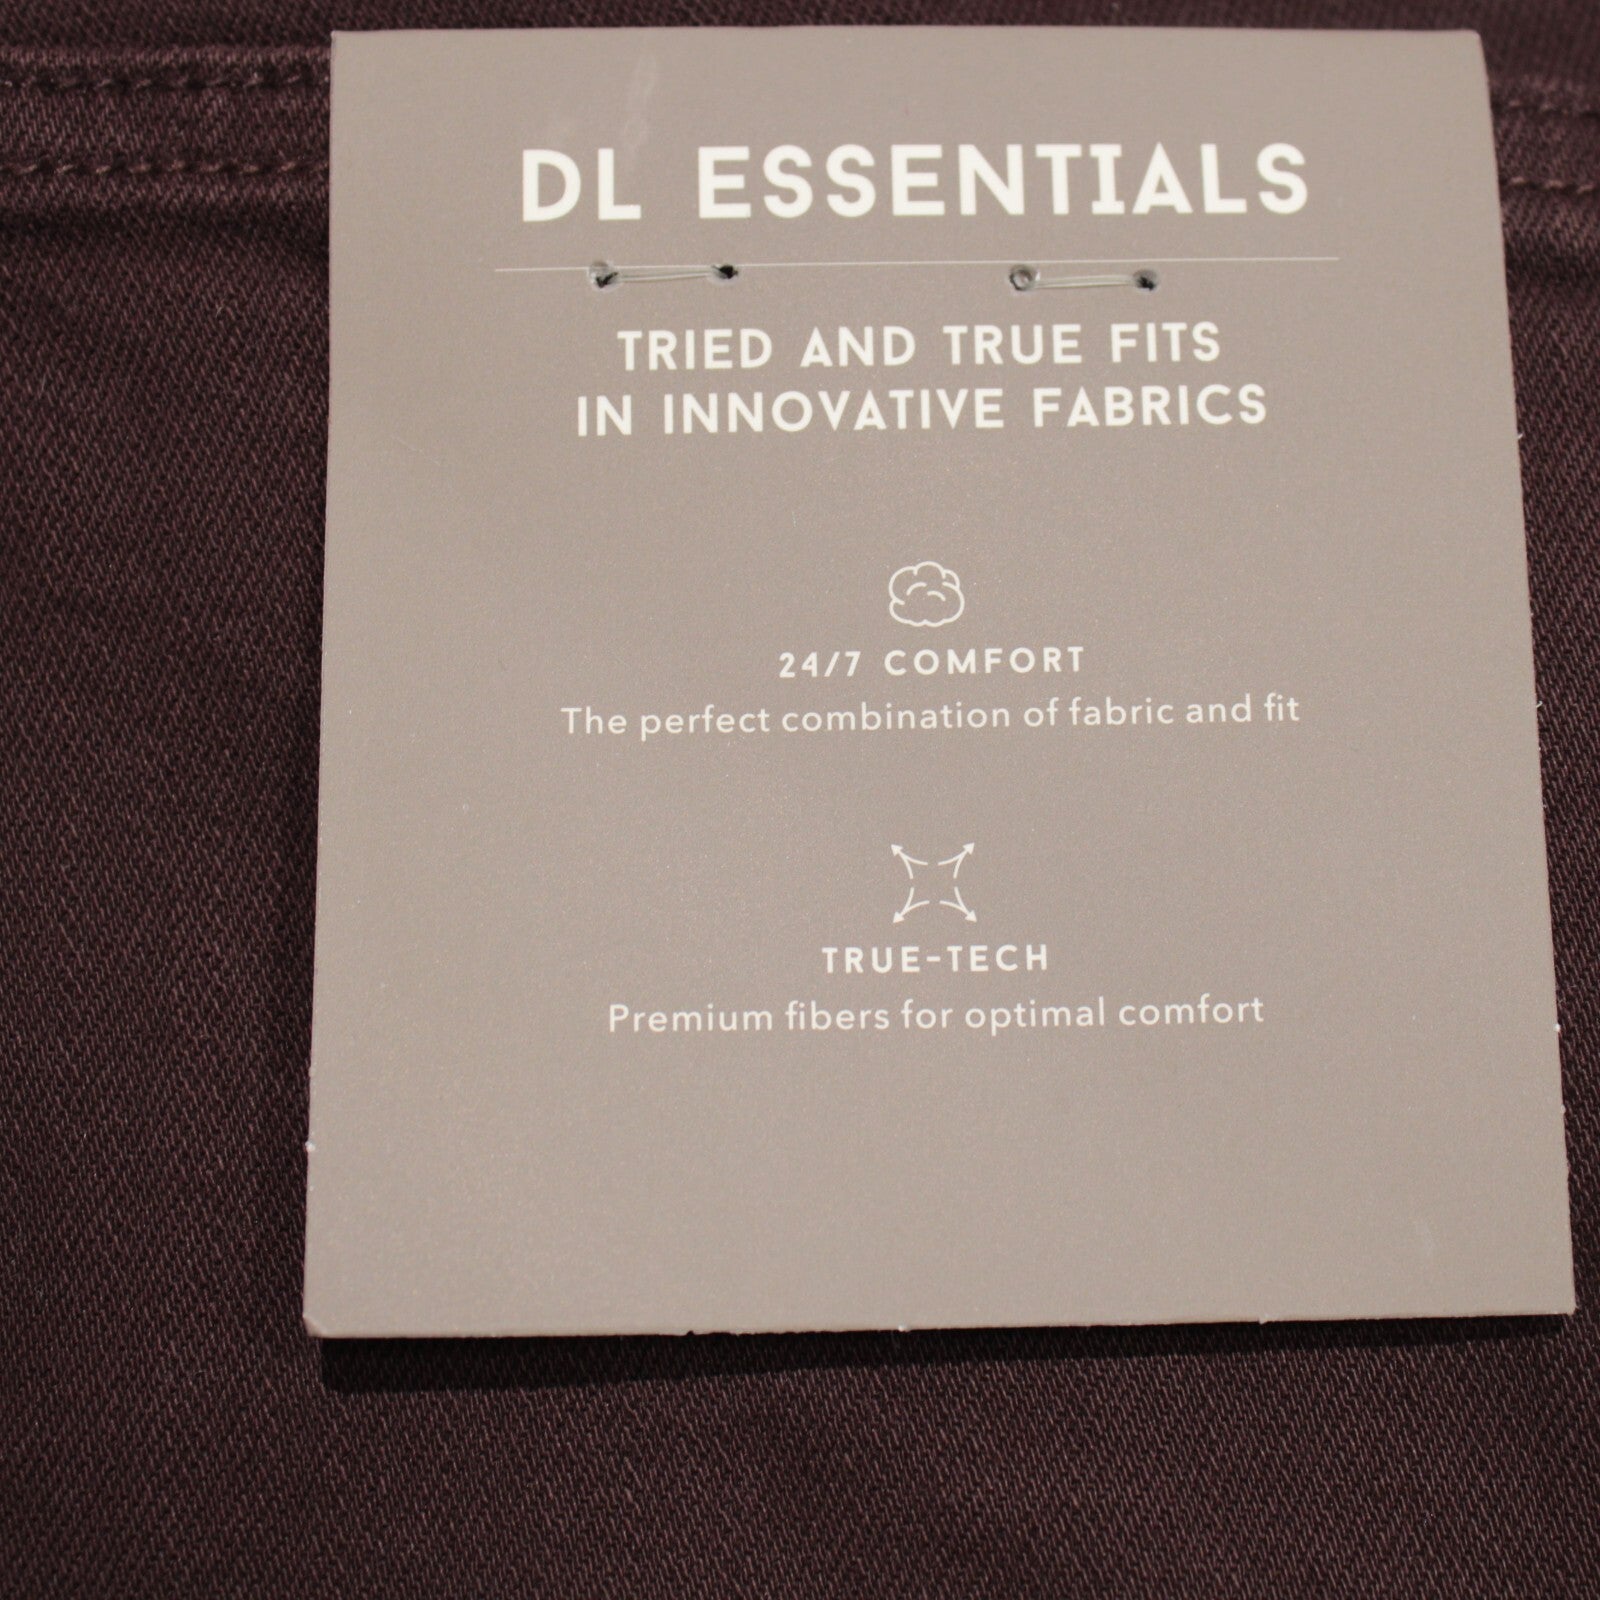 DL ESSENTIALS
TRIED AND TRUE FITS
IN INNOVATIVE FABRICS
24/7 COMFORT
The perfect combination of fabric and fit
TRUE-TECH
Premium fibers for optimal comfort